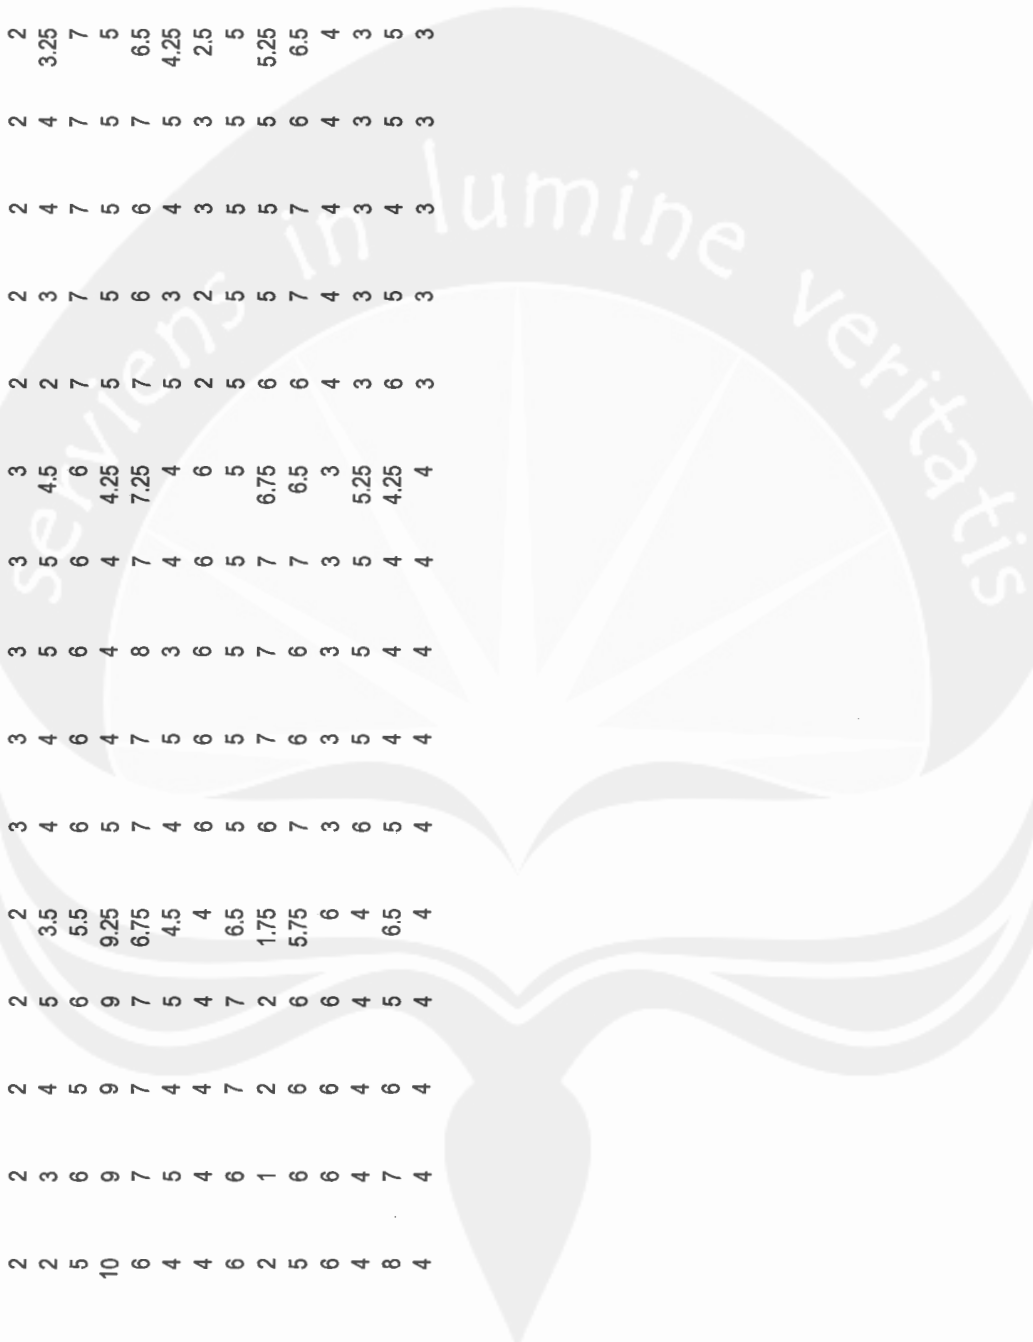 2 2 2 2 2 3 3 3 3 3 2 2 2 2 2
2 3 4 5 3.5 4 4 5 5 4.5 2 3 4 4 3.25
5 6 5 6 5.5 6 6 6 6 6 7 7 7 7 7
10 9 9 9 9.25 5 4 4 4 4.25 5 5 5 5 5
6 7 7 7 6.75 7 7 8 7 7.25 7 6 6 7 6.5
4 5 4 5 4.5 4 5 3 4 4 5 3 4 5 4.25
4 4 4 4 4 6 6 6 6 6 2 2 3 3 2.5
6 6 7 7 6.5 5 5 5 5 5 5 5 5 5 5
2 1 2 2 1.75 6 7 7 7 6.75 6 5 5 5 5.25
5 6 6 6 5.75 7 6 6 7 6.5 6 7 7 6 6.5
6 6 6 6 6 3 3 3 3 3 4 4 4 4 4
4 4 4 4 4 6 5 5 5 5.25 3 3 3 3 3
8 7 6 5 6.5 5 4 4 4 4.25 6 5 4 5 5
4 4 4 4 4 4 4 4 4 4 3 3 3 3 3
serviens in lumine veritatis